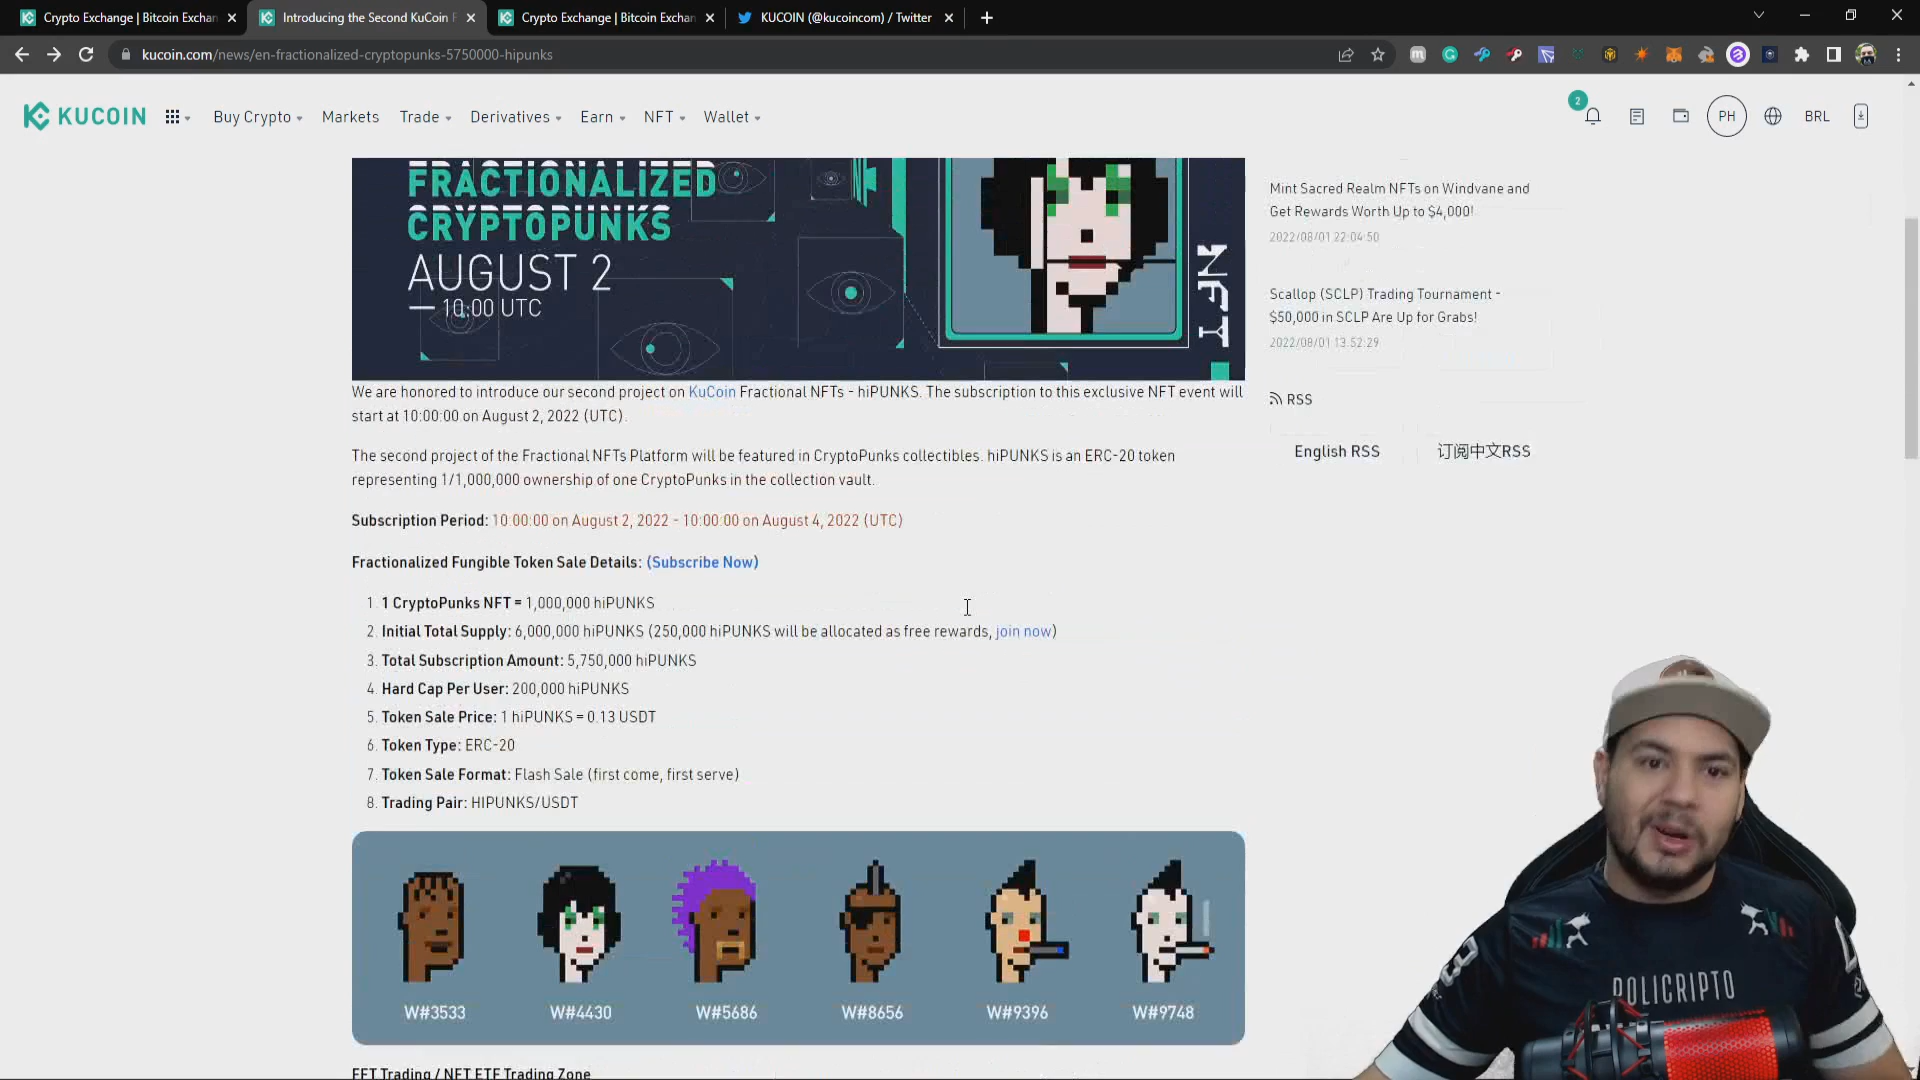 Crypto Exchange | Bitcoin Exchan
Introducing the Second KuCoin F
Crypto Exchange | Bitcoin Exchan
KUCOIN (@kucoincom) / Twitter
kucoin.com/news/en-fractionalized-cryptopunks-5750000-hipunks
KUCOIN
Buy Crypto
Markets
Trade
Derivatives
Earn
NFT
Wallet
2
PH
BRL
FRACTIONALIZED
CRYPTOPUNKS
AUGUST 2
— 10:00 UTC
NFT
We are honored to introduce our second project on KuCoin Fractional NFTs - hiPUNKS. The subscription to this exclusive NFT event will
start at 10:00:00 on August 2, 2022 (UTC).
The second project of the Fractional NFTs Platform will be featured in CryptoPunks collectibles. hiPUNKS is an ERC-20 token
representing 1/1,000,000 ownership of one CryptoPunks in the collection vault.
Subscription Period: 10:00:00 on August 2, 2022 - 10:00:00 on August 4, 2022 (UTC)
Fractionalized Fungible Token Sale Details: (Subscribe Now)
1. 1 CryptoPunks NFT = 1,000,000 hiPUNKS
2. Initial Total Supply: 6,000,000 hiPUNKS (250,000 hiPUNKS will be allocated as free rewards, join now)
3. Total Subscription Amount: 5,750,000 hiPUNKS
4. Hard Cap Per User: 200,000 hiPUNKS
5. Token Sale Price: 1 hiPUNKS = 0.13 USDT
6. Token Type: ERC-20
7. Token Sale Format: Flash Sale (first come, first serve)
8. Trading Pair: HIPUNKS/USDT
W#3533
W#4430
W#5686
W#8656
W#9396
W#9748
FFT Trading / NFT ETF Trading Zone
Mint Sacred Realm NFTs on Windvane and
Get Rewards Worth Up to $4,000!
2022/08/01 22:04:50
Scallop (SCLP) Trading Tournament -
$50,000 in SCLP Are Up for Grabs!
2022/08/01 13:52:29
RSS
English RSS
订阅中文RSS
POLICRIPTO